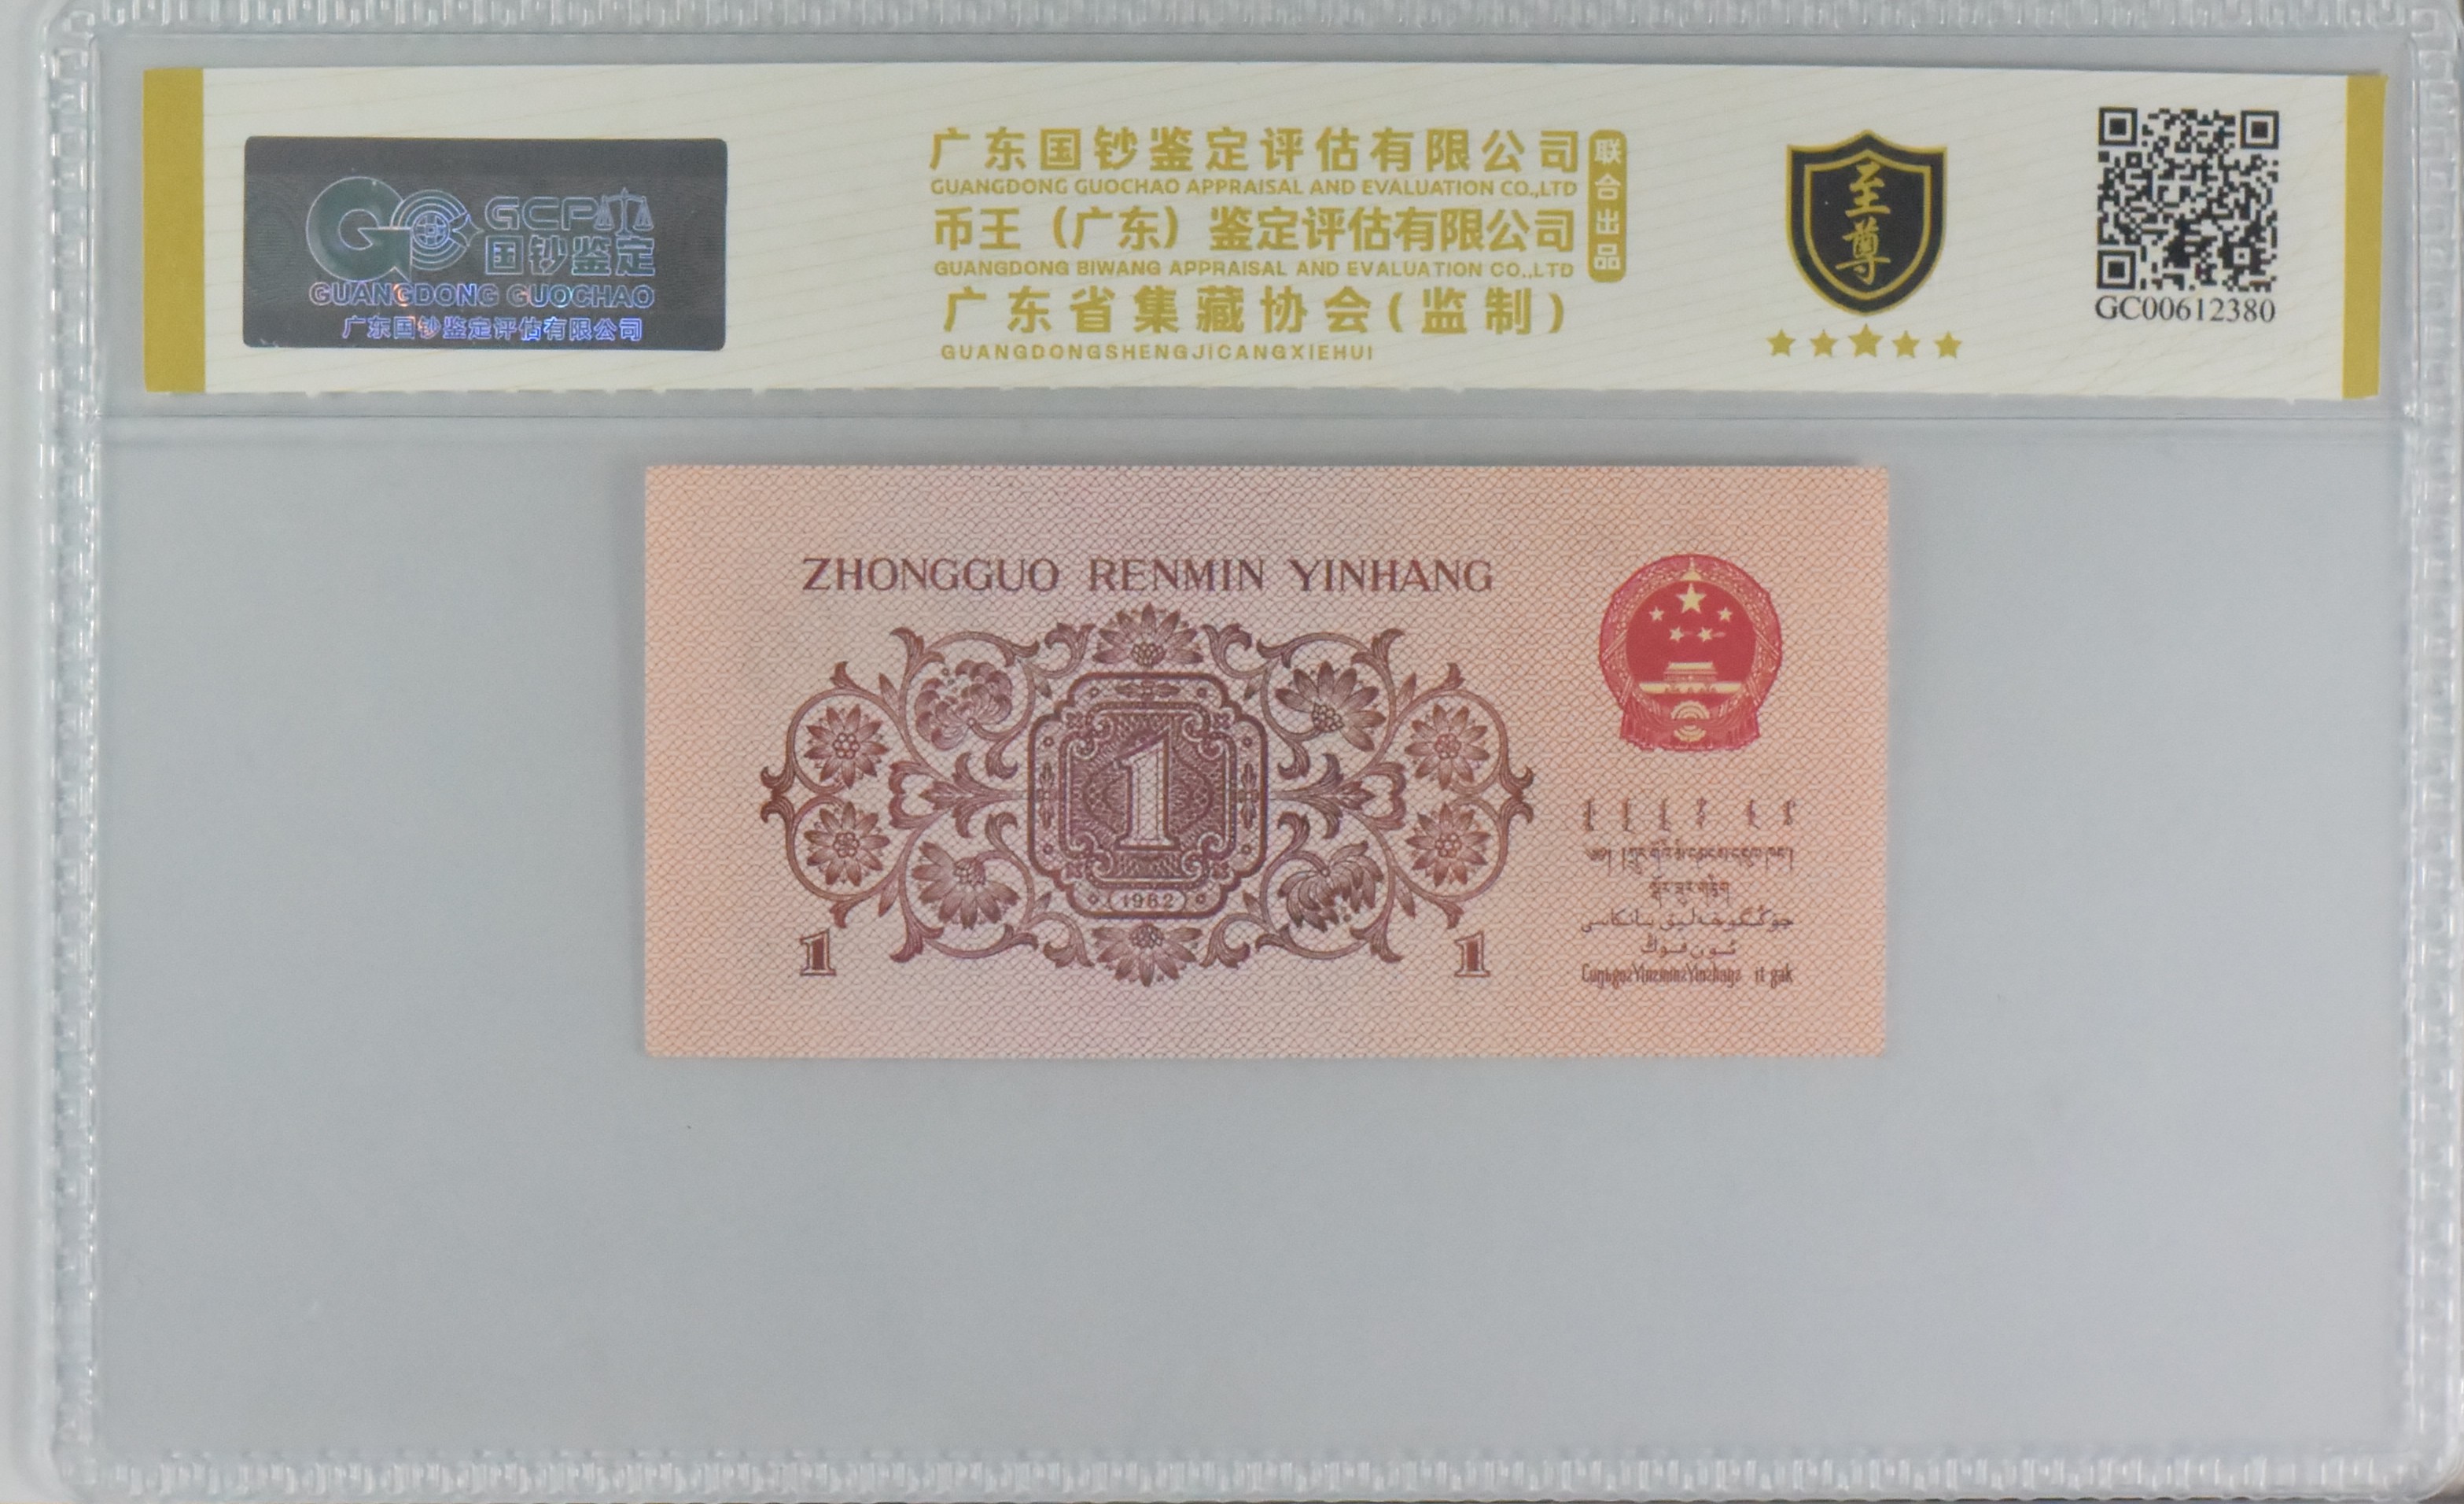 GCP
国钞鉴定
GUANGDONG GUOCHAO
广东国钞鉴定评估有限公司
广东国钞鉴定评估有限公司
GUANGDONG GUOCHAO APPRAISAL AND EVALUATION CO.,LTD
币王（广东）鉴定评估有限公司
GUANGDONG BIWANG APPRAISAL AND EVALUATION CO.,LTD
广东省集藏协会(监制)
GUANGDONGSHENGJICANGXIEHUI
联合出品
至尊
GC00612380
ZHONGGUO RENMIN YINHANG
1
1962
1
1